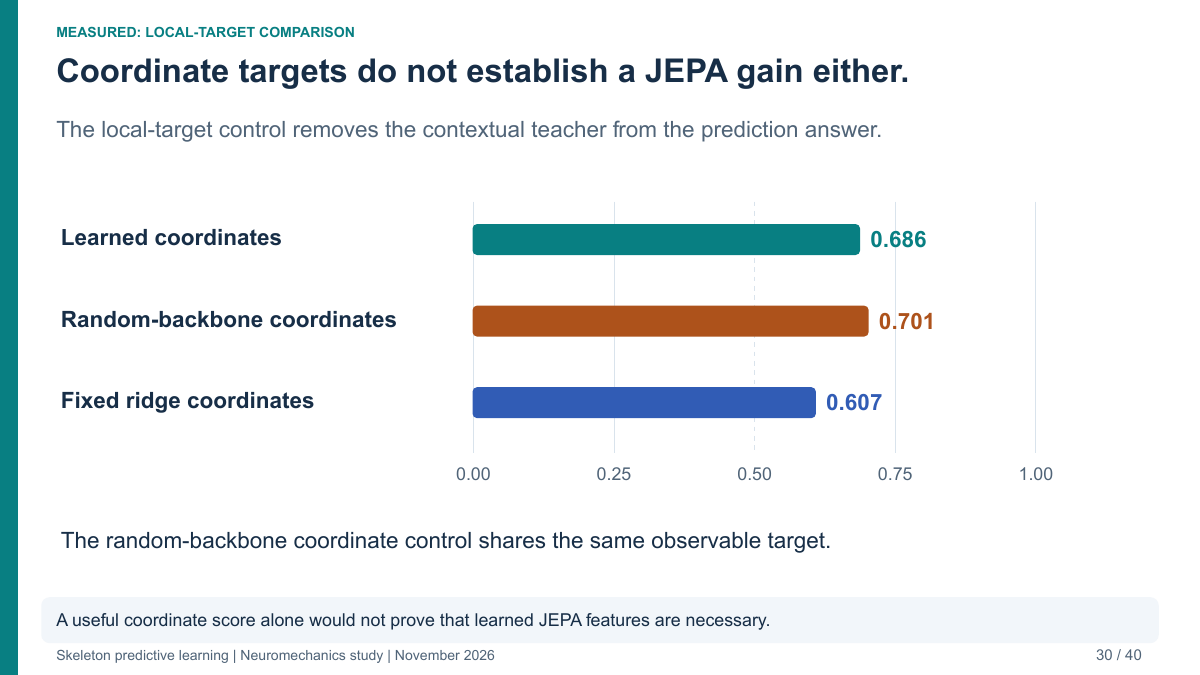 MEASURED: LOCAL-TARGET COMPARISON
Coordinate targets do not establish a JEPA gain either.
The local-target control removes the contextual teacher from the prediction answer.
Learned coordinates
0.686
Random-backbone coordinates
0.701
Fixed ridge coordinates
0.607
0.00 0.25 0.50 0.75 1.00
The random-backbone coordinate control shares the same observable target.
A useful coordinate score alone would not prove that learned JEPA features are necessary.
Skeleton predictive learning | Neuromechanics study | November 2026
30 / 40